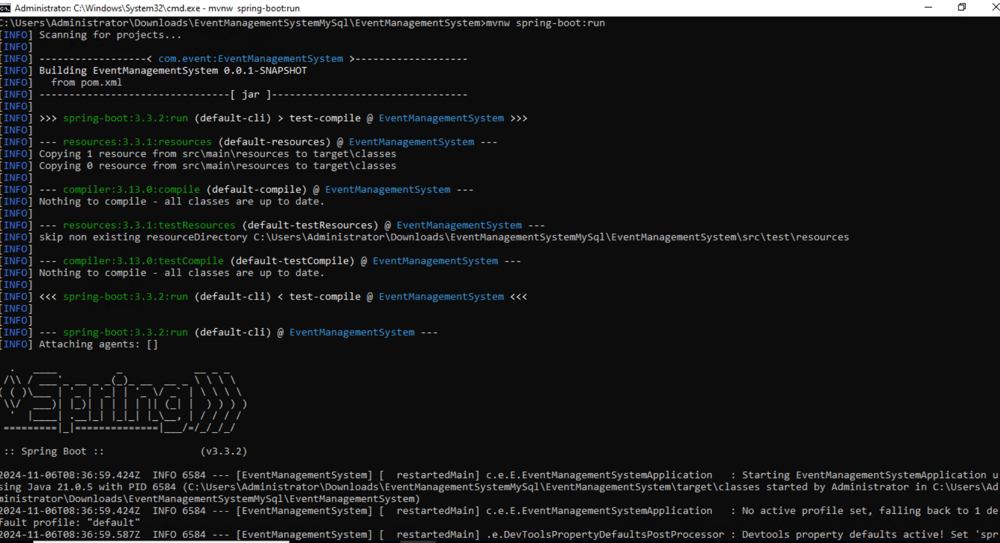 Administrator: C:\Windows\System32\cmd.exe - mvnw  spring-boot:run
C:\Users\Administrator\Downloads\EventManagementSystemMySql\EventManagementSystem>mvnw spring-boot:run
[INFO] Scanning for projects...
[INFO]
[INFO] ------------------< com.event:EventManagementSystem >-------------------
[INFO] Building EventManagementSystem 0.0.1-SNAPSHOT
[INFO]   from pom.xml
[INFO] --------------------------------[ jar ]---------------------------------
[INFO]
[INFO] >>> spring-boot:3.3.2:run (default-cli) > test-compile @ EventManagementSystem >>>
[INFO]
[INFO] --- resources:3.3.1:resources (default-resources) @ EventManagementSystem ---
[INFO] Copying 1 resource from src\main\resources to target\classes
[INFO] Copying 0 resource from src\main\resources to target\classes
[INFO]
[INFO] --- compiler:3.13.0:compile (default-compile) @ EventManagementSystem ---
[INFO] Nothing to compile - all classes are up to date.
[INFO]
[INFO] --- resources:3.3.1:testResources (default-testResources) @ EventManagementSystem ---
[INFO] skip non existing resourceDirectory C:\Users\Administrator\Downloads\EventManagementSystemMySql\EventManagementSystem\src\test\resources
[INFO]
[INFO] --- compiler:3.13.0:testCompile (default-testCompile) @ EventManagementSystem ---
[INFO] Nothing to compile - all classes are up to date.
[INFO]
[INFO] <<< spring-boot:3.3.2:run (default-cli) < test-compile @ EventManagementSystem <<<
[INFO]
[INFO]
[INFO] --- spring-boot:3.3.2:run (default-cli) @ EventManagementSystem ---
[INFO] Attaching agents: []
  .   ____          _            __ _ _
 /\\ / ___'_ __ _ _(_)_ __  __ _ \ \ \ \
( ( )\___ | '_ | '_| | '_ \/ _` | \ \ \ \
 \\/  ___)| |_)| | | | | || (_| |  ) ) ) )
  '  |____| .__|_| |_|_| |_\__, | / / / /
 =========|_|==============|___/=/_/_/_/
:: Spring Boot ::                (v3.3.2)
2024-11-06T08:36:59.424Z  INFO 6584 --- [EventManagementSystem] [  restartedMain] c.e.E.EventManagementSystemApplication   : Starting EventManagementSystemApplication u
sing Java 21.0.5 with PID 6584 (C:\Users\Administrator\Downloads\EventManagementSystemMySql\EventManagementSystem\target\classes started by Administrator in C:\Users\Ad
ministrator\Downloads\EventManagementSystemMySql\EventManagementSystem)
2024-11-06T08:36:59.424Z  INFO 6584 --- [EventManagementSystem] [  restartedMain] c.e.E.EventManagementSystemApplication   : No active profile set, falling back to 1 de
fault profile: "default"
2024-11-06T08:36:59.587Z  INFO 6584 --- [EventManagementSystem] [  restartedMain] .e.DevToolsPropertyDefaultsPostProcessor : Devtools property defaults active! Set 'spr